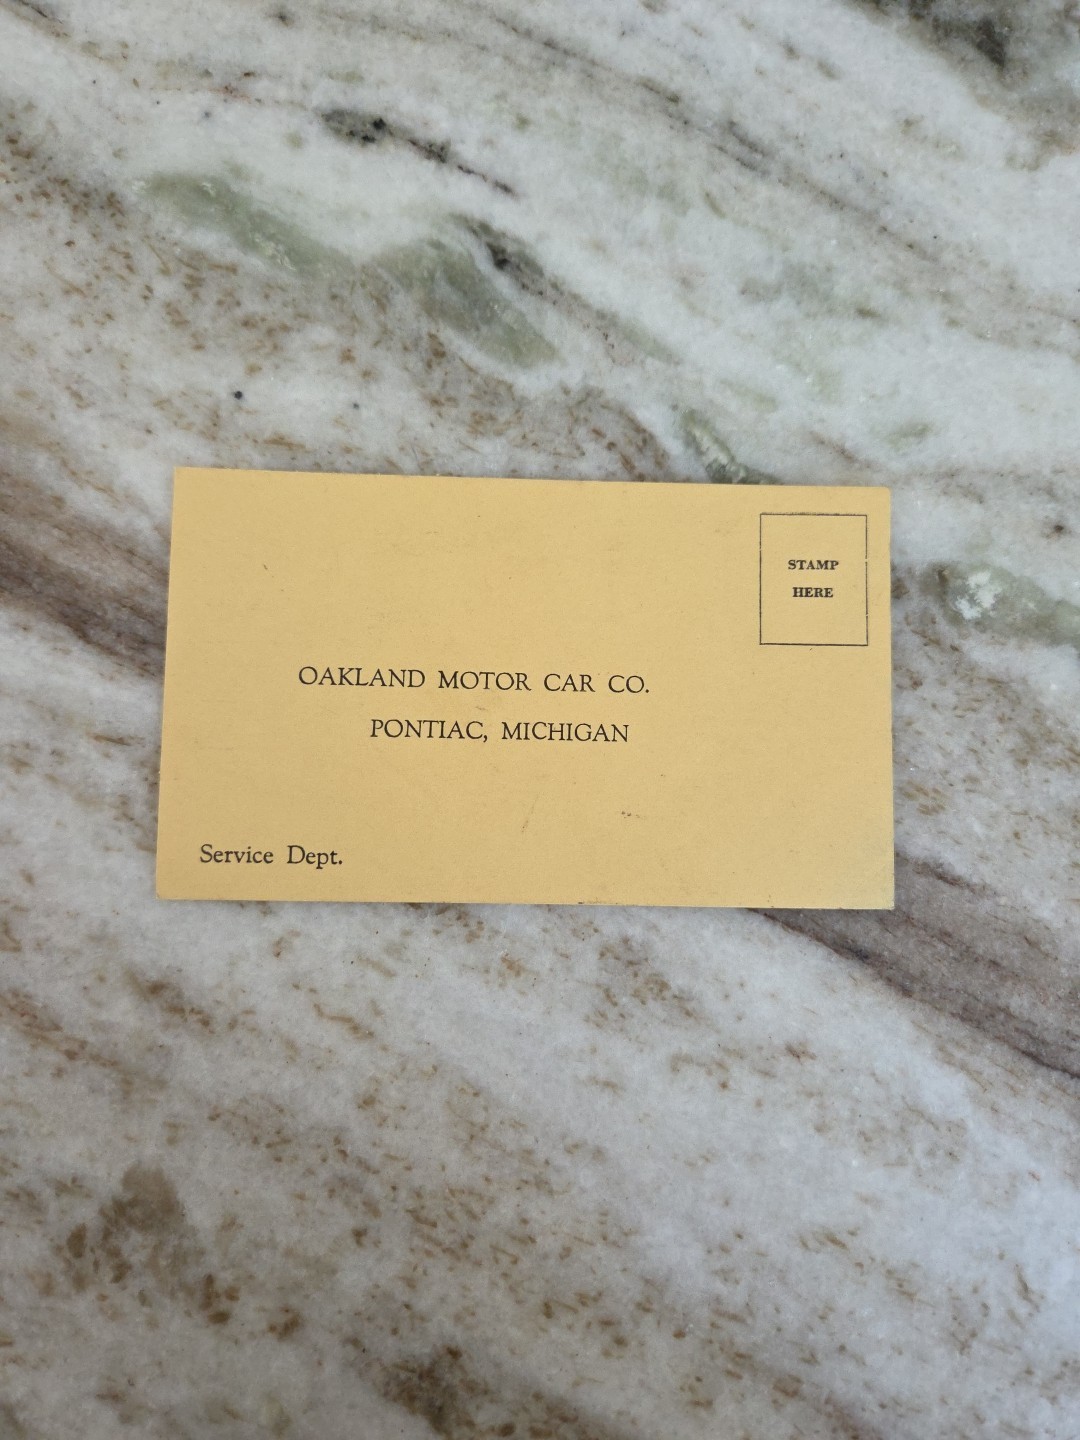 STAMP
HERE
OAKLAND MOTOR CAR CO.
PONTIAC, MICHIGAN
Service Dept.